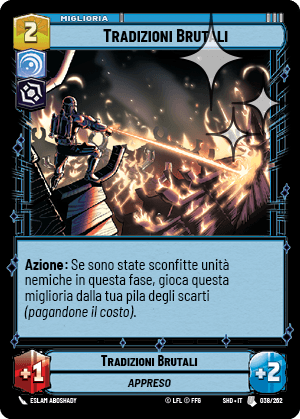 2
MIGLIORIA
TRADIZIONI BRUTALI
Azione: Se sono state sconfitte unità
nemiche in questa fase, gioca questa
miglioria dalla tua pila degli scarti
(pagandone il costo).
+1
TRADIZIONI BRUTALI
+2
APPRESO
ESLAM ABOSHADY
© LFL © FFG
SHD • IT
038/262